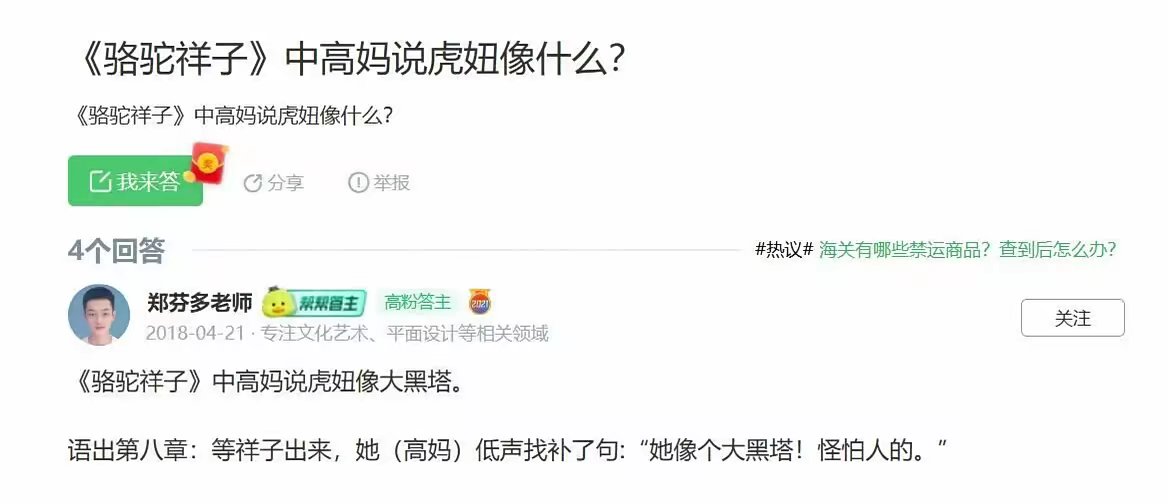 《骆驼祥子》中高妈说虎妞像什么？
《骆驼祥子》中高妈说虎妞像什么？
我来答
奖
分享
举报
4个回答
#热议# 海关有哪些禁运商品？查到后怎么办？
郑芬多老师 帮帮答主 高粉答主 2021
2018-04-21 · 专注文化艺术、平面设计等相关领域
关注
《骆驼祥子》中高妈说虎妞像大黑塔。
语出第八章：等祥子出来，她（高妈）低声找补了句:“她像个大黑塔！怪怕人的。”